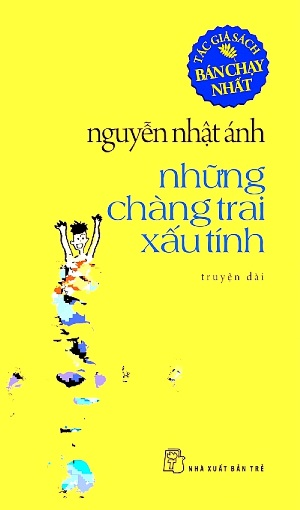 TÁC GIẢ SÁCH
BÁN CHẠY
NHẤT
nguyễn nhật ánh
những
chàng trai
xấu tính
truyện dài
NHÀ XUẤT BẢN TRẺ